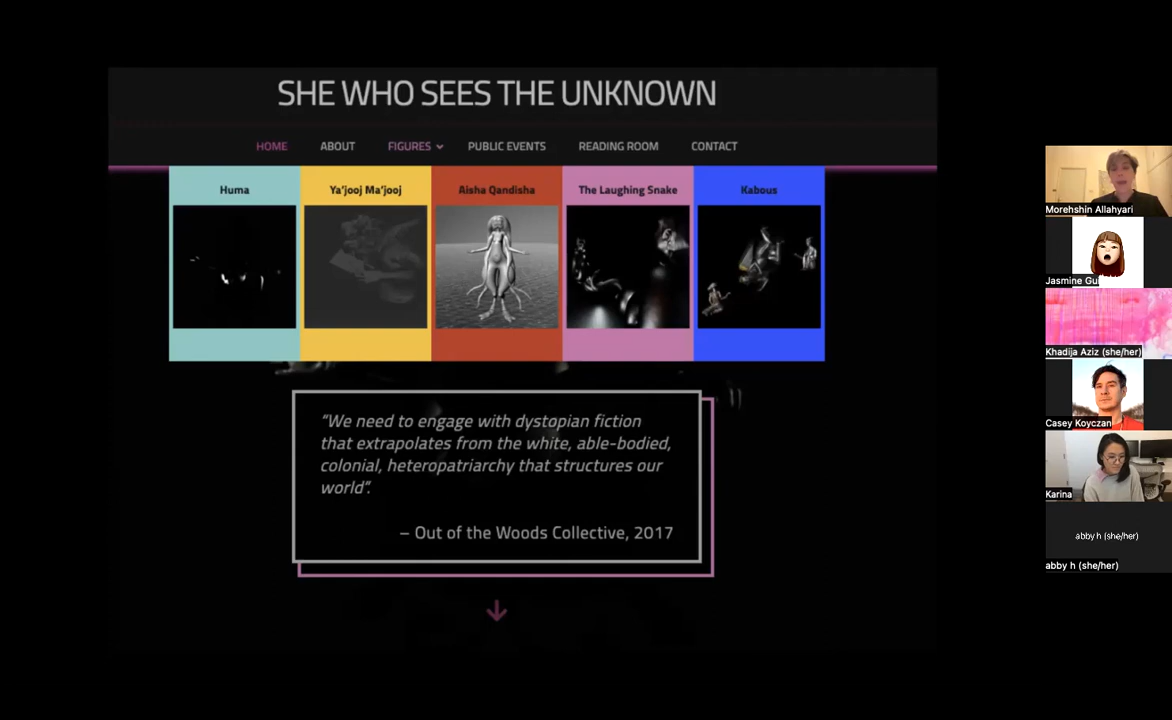 SHE WHO SEES THE UNKNOWN
HOME ABOUT FIGURES PUBLIC EVENTS READING ROOM CONTACT
Huma Ya'jooj Ma'jooj Aisha Qandisha The Laughing Snake Kabous
"We need to engage with dystopian fiction
that extrapolates from the white, able-bodied,
colonial, heteropatriarchy that structures our
world".
– Out of the Woods Collective, 2017
Morehshin Allahyari
Jasmine Gu
Khadija Aziz (she/her)
Casey Koyczan
Karina
abby h (she/her)
abby h (she/her)